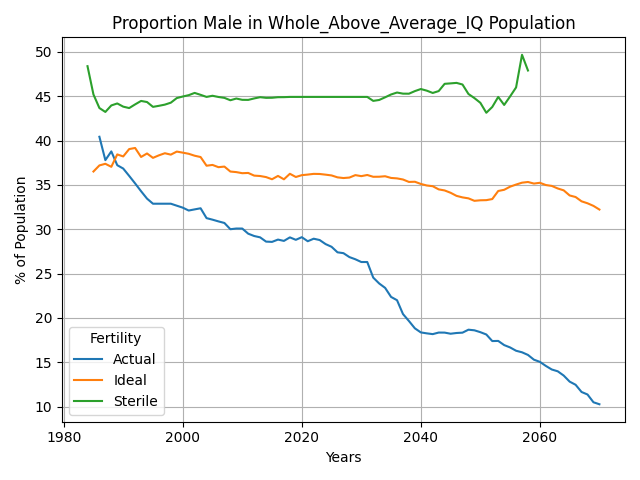 Proportion Male in Whole_Above_Average_IQ Population
% of Population
50
45
40
35
30
25
20
15
10
Fertility
Actual
Ideal
Sterile
1980 2000 2020 2040 2060
Years